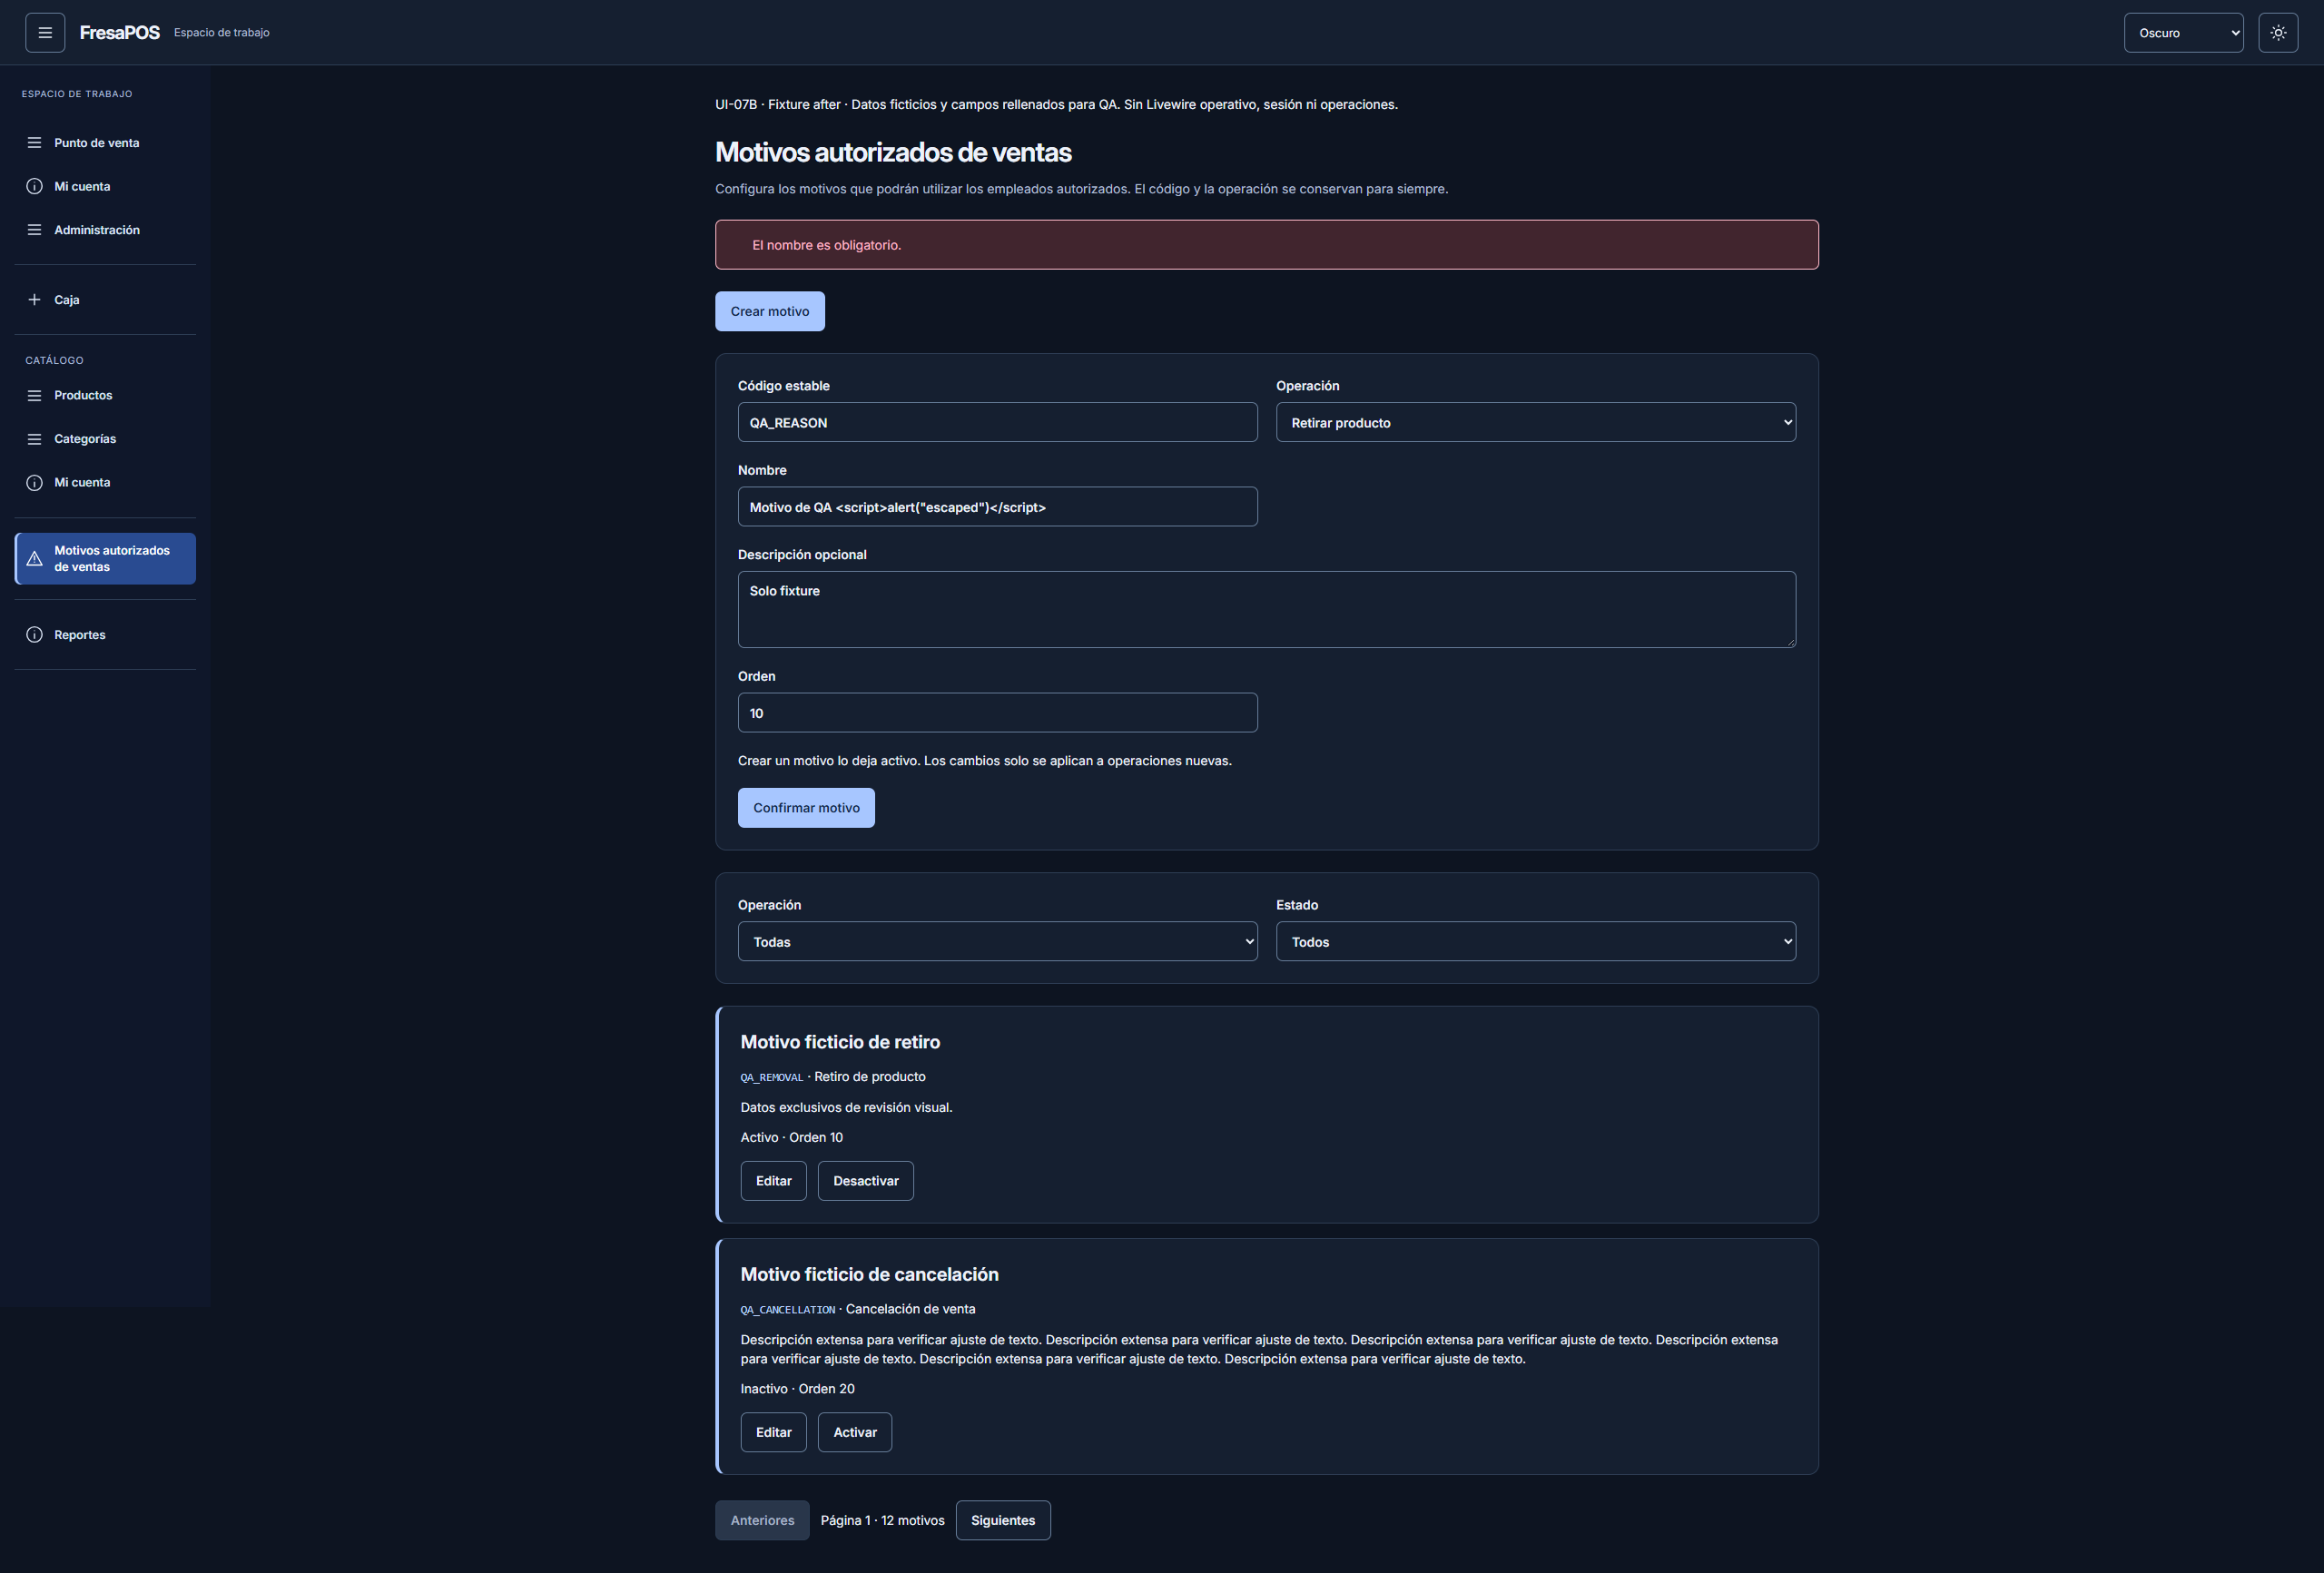 FresaPOS
Espacio de trabajo
Oscuro
ESPACIO DE TRABAJO
Punto de venta
Mi cuenta
Administración
Caja
CATÁLOGO
Productos
Categorías
Mi cuenta
Motivos autorizados
de ventas
Reportes
UI-07B · Fixture after · Datos ficticios y campos rellenados para QA. Sin Livewire operativo, sesión ni operaciones.
Motivos autorizados de ventas
Configura los motivos que podrán utilizar los empleados autorizados. El código y la operación se conservan para siempre.
El nombre es obligatorio.
Crear motivo
Código estable
Operación
QA_REASON
Retirar producto
Nombre
Motivo de QA <script>alert("escaped")</script>
Descripción opcional
Solo fixture
Orden
10
Crear un motivo lo deja activo. Los cambios solo se aplican a operaciones nuevas.
Confirmar motivo
Operación
Estado
Todas
Todos
Motivo ficticio de retiro
QA_REMOVAL · Retiro de producto
Datos exclusivos de revisión visual.
Activo · Orden 10
Editar
Desactivar
Motivo ficticio de cancelación
QA_CANCELLATION · Cancelación de venta
Descripción extensa para verificar ajuste de texto. Descripción extensa para verificar ajuste de texto. Descripción extensa para verificar ajuste de texto. Descripción extensa
para verificar ajuste de texto. Descripción extensa para verificar ajuste de texto. Descripción extensa para verificar ajuste de texto.
Inactivo · Orden 20
Editar
Activar
Anteriores
Página 1 · 12 motivos
Siguientes